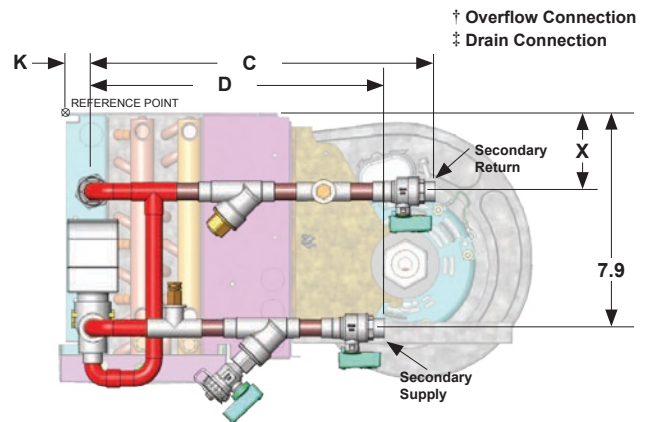 † Overflow Connection
‡ Drain Connection
K
C
D
REFERENCE POINT
Secondary
Return
X
7.9
Secondary
Supply